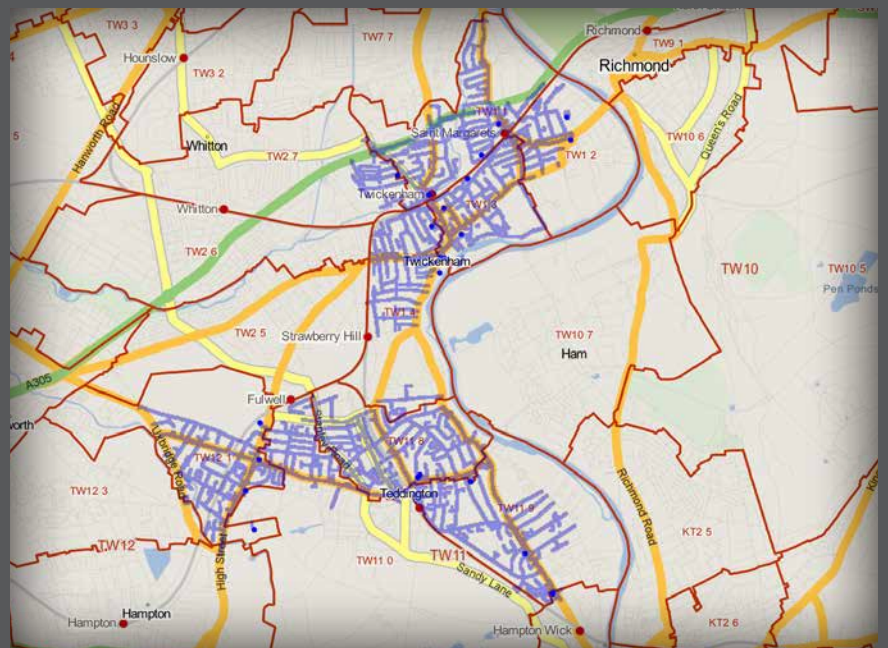 TW3 3
TW7 7
Richmond
TW9 1
Hounslow
TW3 2
Richmond
TW1 1
Hanworth Road
Saint Margarets
Queen's Road
TW10 6
Whitton
TW2 7
TW1 2
5
Twickenham
TW1 3
Whitton
TW2 6
Twickenham
TW10
TW10 5
Pen Ponds
TW1 4
TW2 5
Strawberry Hill
TW10 7
Ham
A305
Fulwell
worth
TW11 8
Uxbridge Road
TW12 1
TW12 3
Teddington
Richmond Road
TW11 9
KT2 5
TW12
High Street
TW11 0
TW11
Sandy Lane
Hampton
Hampton
Hampton Wick
KT2 6